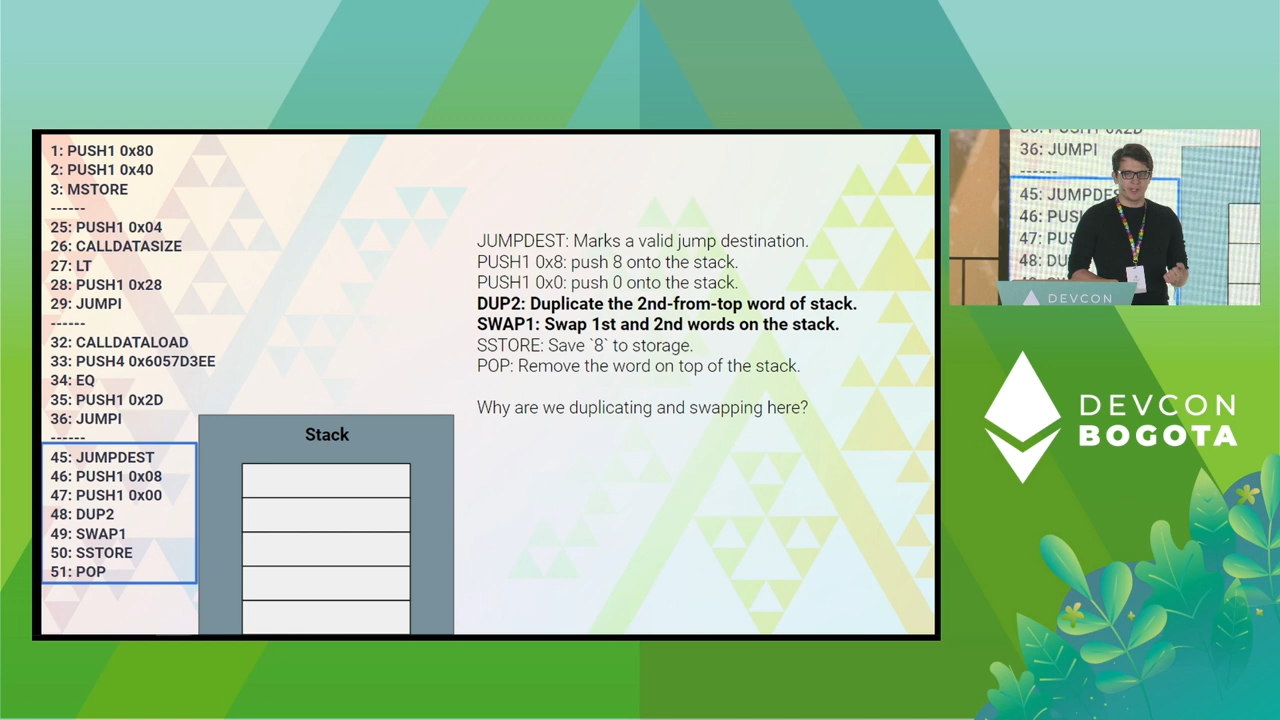 1: PUSH1 0x80
2: PUSH1 0x40
3: MSTORE
------
25: PUSH1 0x04
26: CALLDATASIZE
27: LT
28: PUSH1 0x28
29: JUMPI
------
32: CALLDATALOAD
33: PUSH4 0x6057D3EE
34: EQ
35: PUSH1 0x2D
36: JUMPI
------
45: JUMPDEST
46: PUSH1 0x08
47: PUSH1 0x00
48: DUP2
49: SWAP1
50: SSTORE
51: POP
Stack
JUMPDEST: Marks a valid jump destination.
PUSH1 0x8: push 8 onto the stack.
PUSH1 0x0: push 0 onto the stack.
DUP2: Duplicate the 2nd-from-top word of stack.
SWAP1: Swap 1st and 2nd words on the stack.
SSTORE: Save `8` to storage.
POP: Remove the word on top of the stack.
Why are we duplicating and swapping here?
36: JUMPI
------
45: JUMPDES
46: PUS
47: PUS
48: DU
DEVCON
DEVCON
BOGOTA